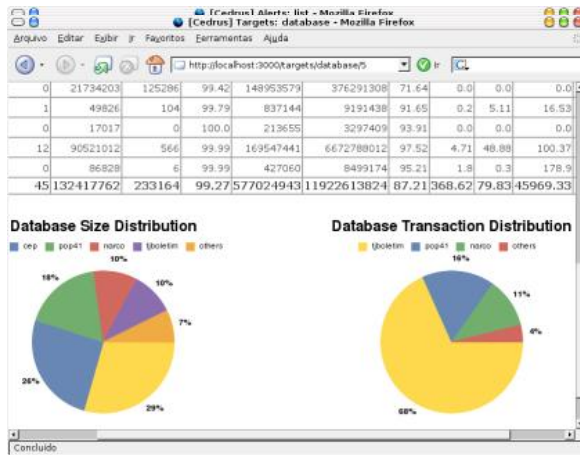 [Cedrus] Alerts: list - Mozilla Firefox
[Cedrus] Targets: database - Mozilla Firefox
Arquivo Editar Exibir Ir Favoritos Ferramentas Ajuda
http://localhost:3000/targets/database/5 Ir
0 21734203 125286 99.42 148953579 376291308 71.64 0.0 0.0 0.0
1 49826 104 99.79 837144 9191438 91.65 0.2 5.11 16.53
0 17017 0 100.0 213655 3297409 93.91 0.0 0.0 0.0
12 90521012 566 99.99 169547441 6672788012 97.52 4.71 48.88 100.37
0 86828 6 99.99 427060 8499174 95.21 1.8 0.3 178.9
45 132417762 233164 99.27 577024943 11922613824 87.21 368.62 79.83 45969.33
Database Size Distribution
cep pop41 narco tjboletim others
10%
18%
10%
7%
26%
29%
Database Transaction Distribution
tjboletim pop41 narco others
16%
11%
4%
68%
Concluído